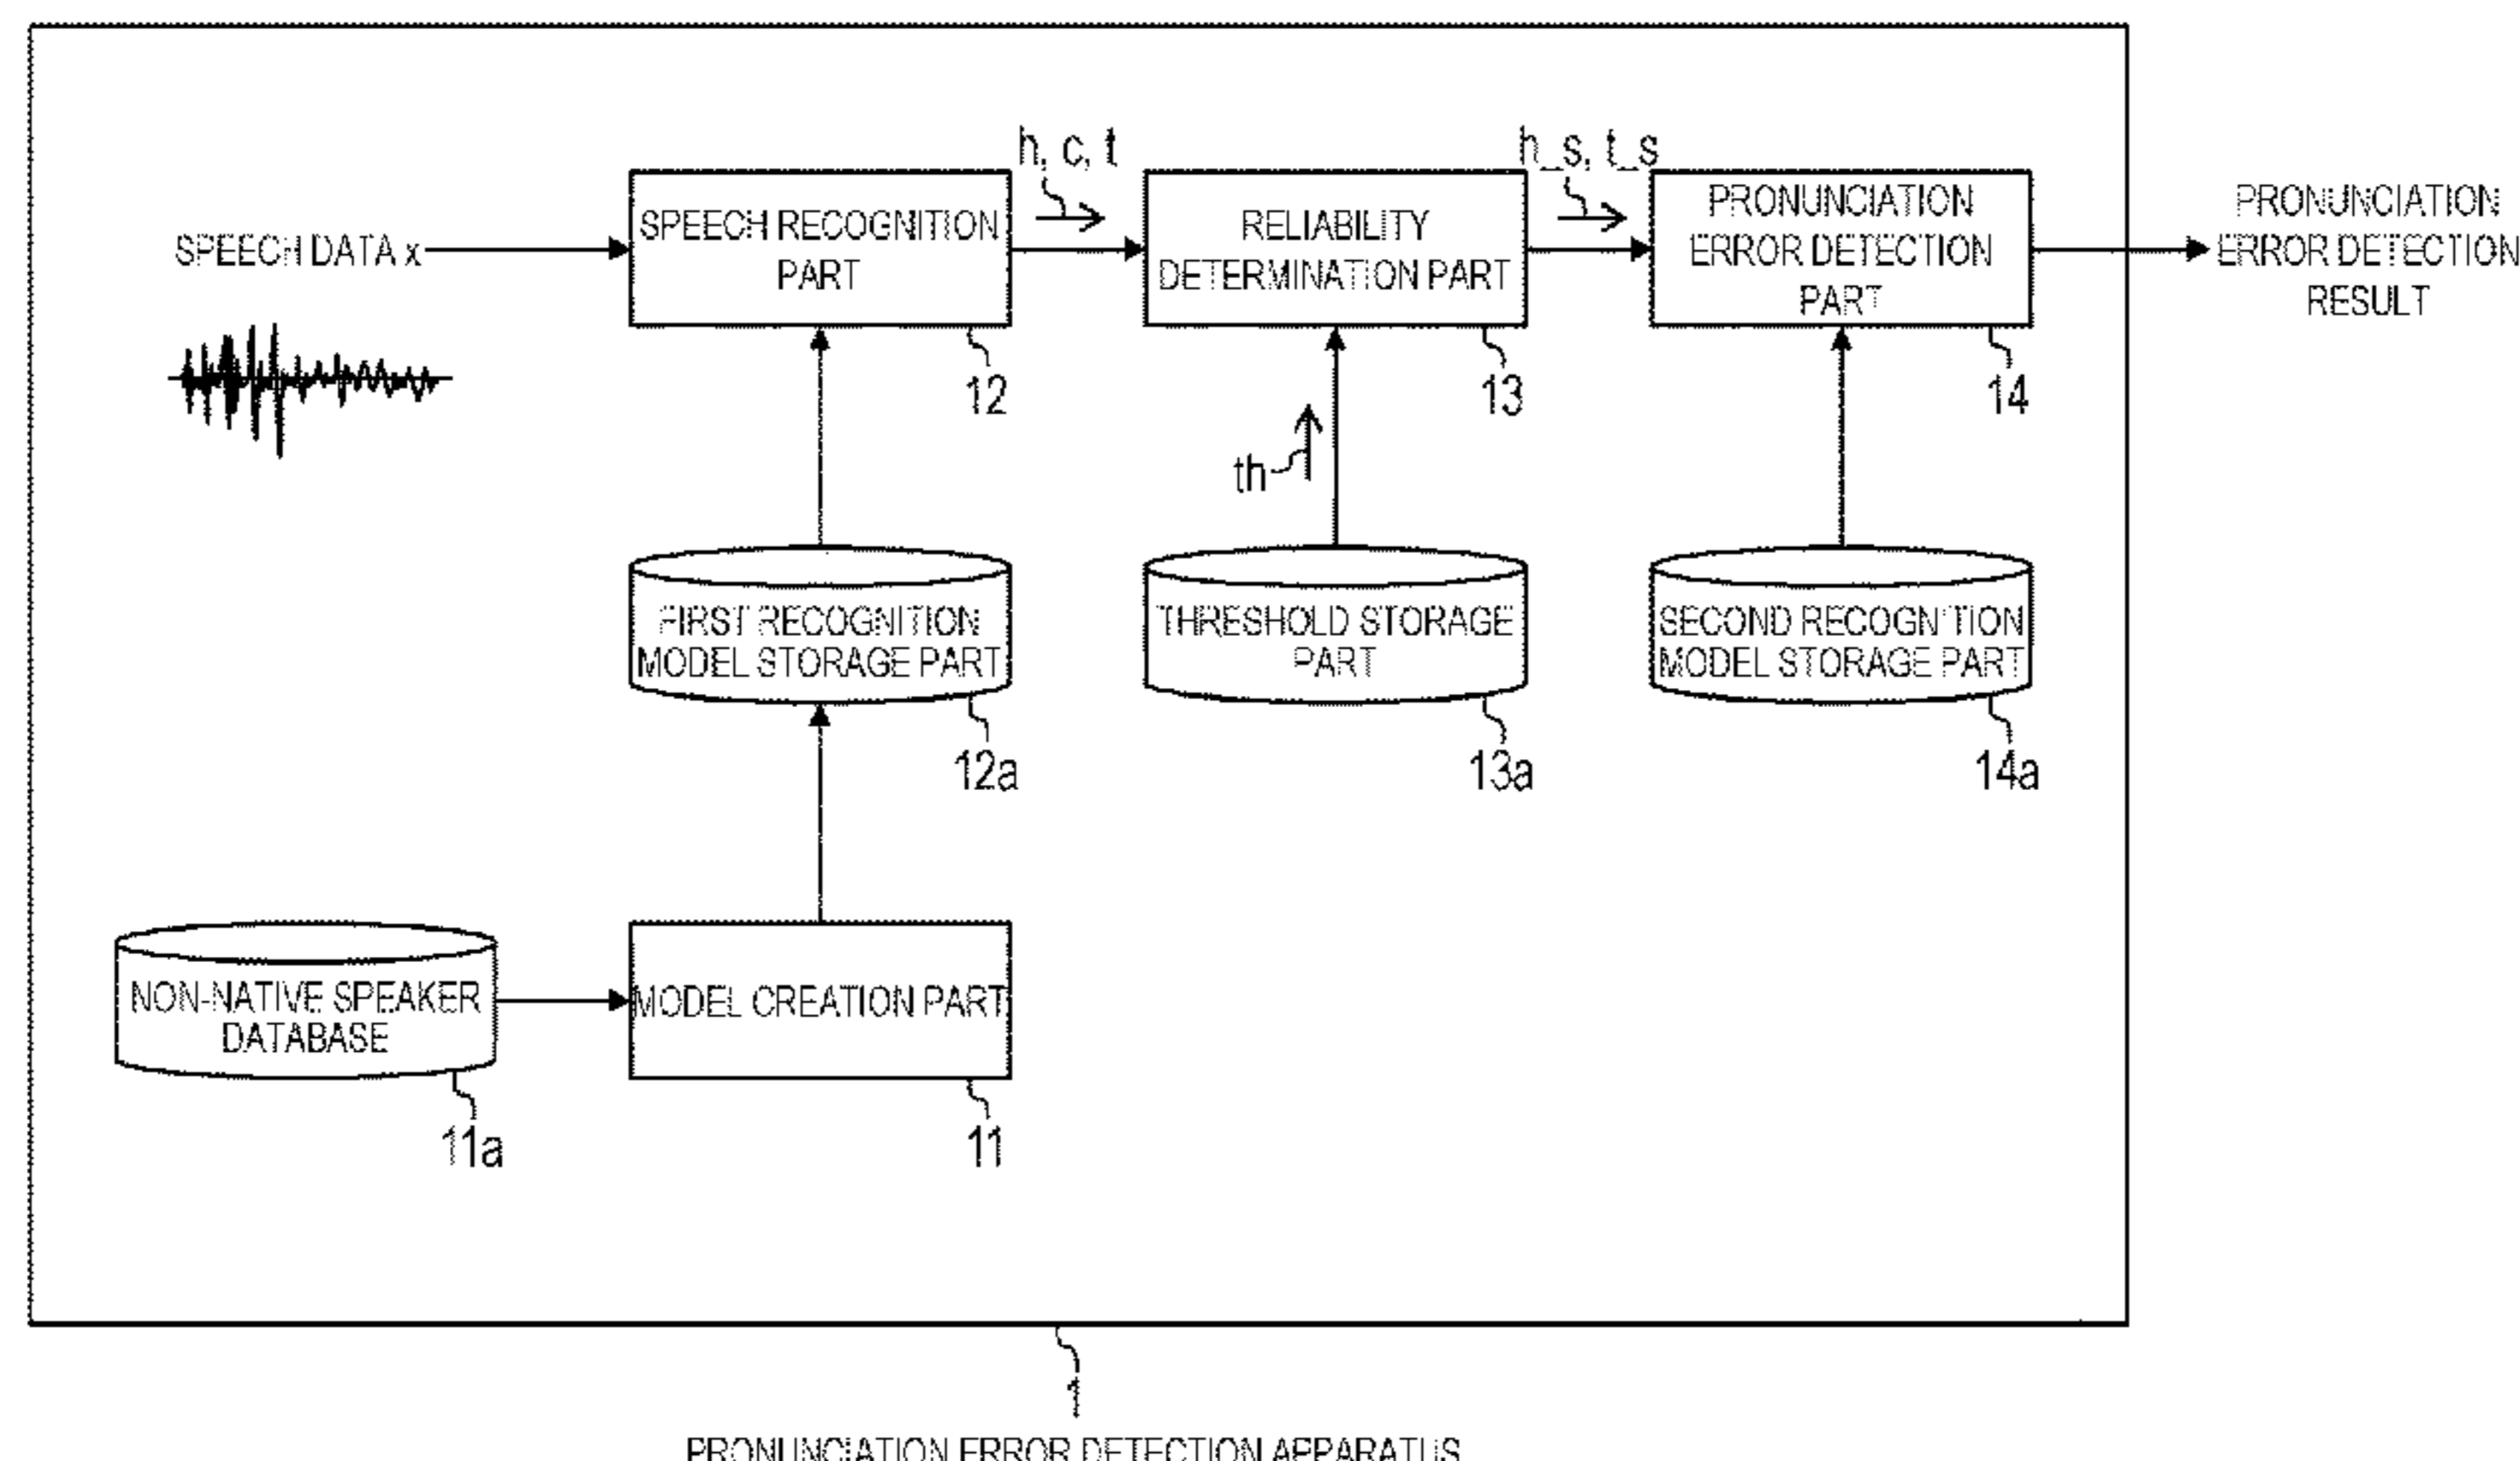 h, c, t
h_s, t_s
SPEECH DATA x
SPEECH RECOGNITION
PART
RELIABILITY
DETERMINATION PART
PRONUNCIATION
ERROR DETECTION
PART
PRONUNCIATION
ERROR DETECTION
RESULT
12
13
14
th
FIRST RECOGNITION
MODEL STORAGE PART
THRESHOLD STORAGE
PART
SECOND RECOGNITION
MODEL STORAGE PART
12a
13a
14a
NON-NATIVE SPEAKER
DATABASE
MODEL CREATION PART
11a
11
1
PRONUNCIATION ERROR DETECTION APPARATUS